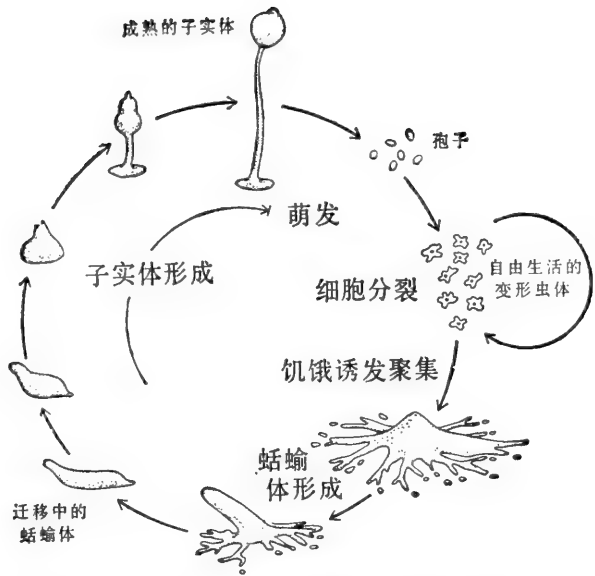 成熟的子实体
孢子
萌发
子实体形成
自由生活的
变形虫体
细胞分裂
饥饿诱发聚集
蛞蝓
体形成
迁移中的
蛞蝓体